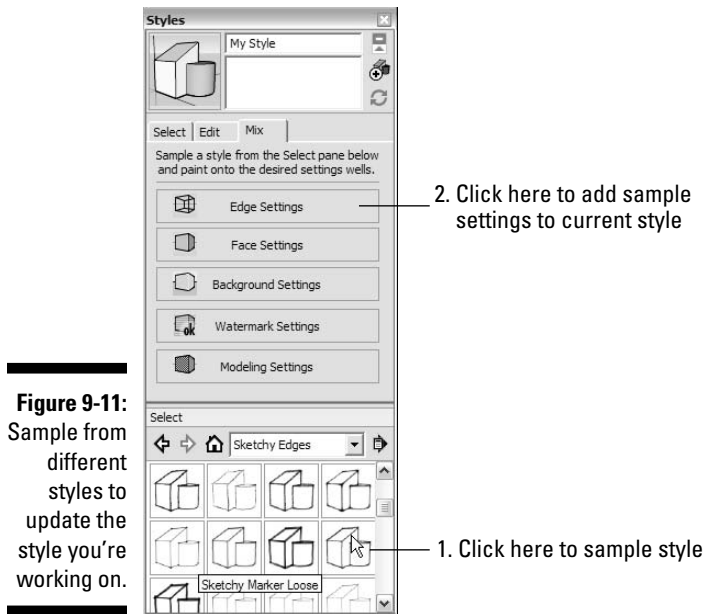 Styles
My Style
Select Edit Mix
Sample a style from the Select pane below
and paint onto the desired settings wells.
Edge Settings
Face Settings
Background Settings
ok
Watermark Settings
Modeling Settings
2. Click here to add sample
settings to current style
Figure 9-11:
Sample from
different
styles to
update the
style you're
working on.
Select
Sketchy Edges
1. Click here to sample style
Sketchy Marker Loose